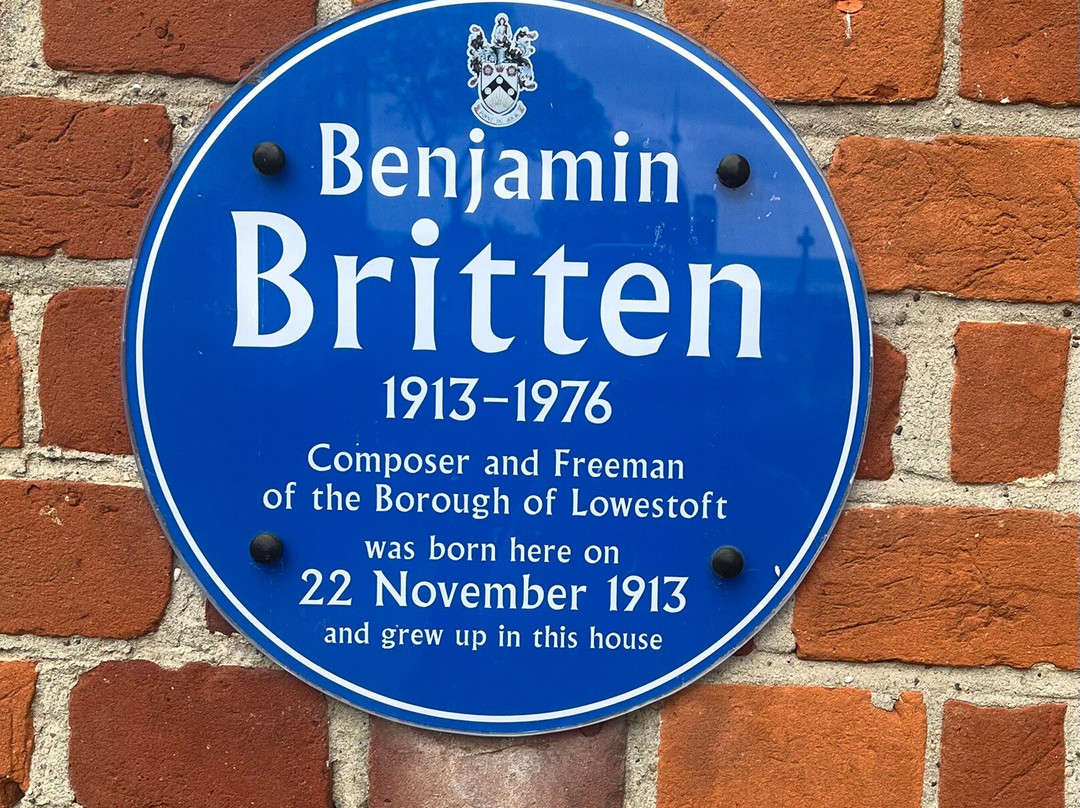 Benjamin
Britten
1913–1976
Composer and Freeman
of the Borough of Lowestoft
was born here on
22 November 1913
and grew up in this house